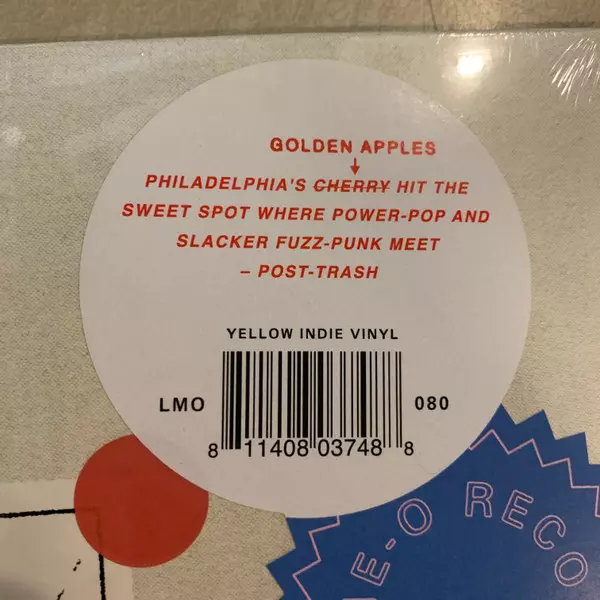 GOLDEN APPLES
↓
PHILADELPHIA'S CHERRY HIT THE
SWEET SPOT WHERE POWER-POP AND
SLACKER FUZZ-PUNK MEET
– POST-TRASH
YELLOW INDIE VINYL
LMO 080
8 11408 03748 8
E-O RECO